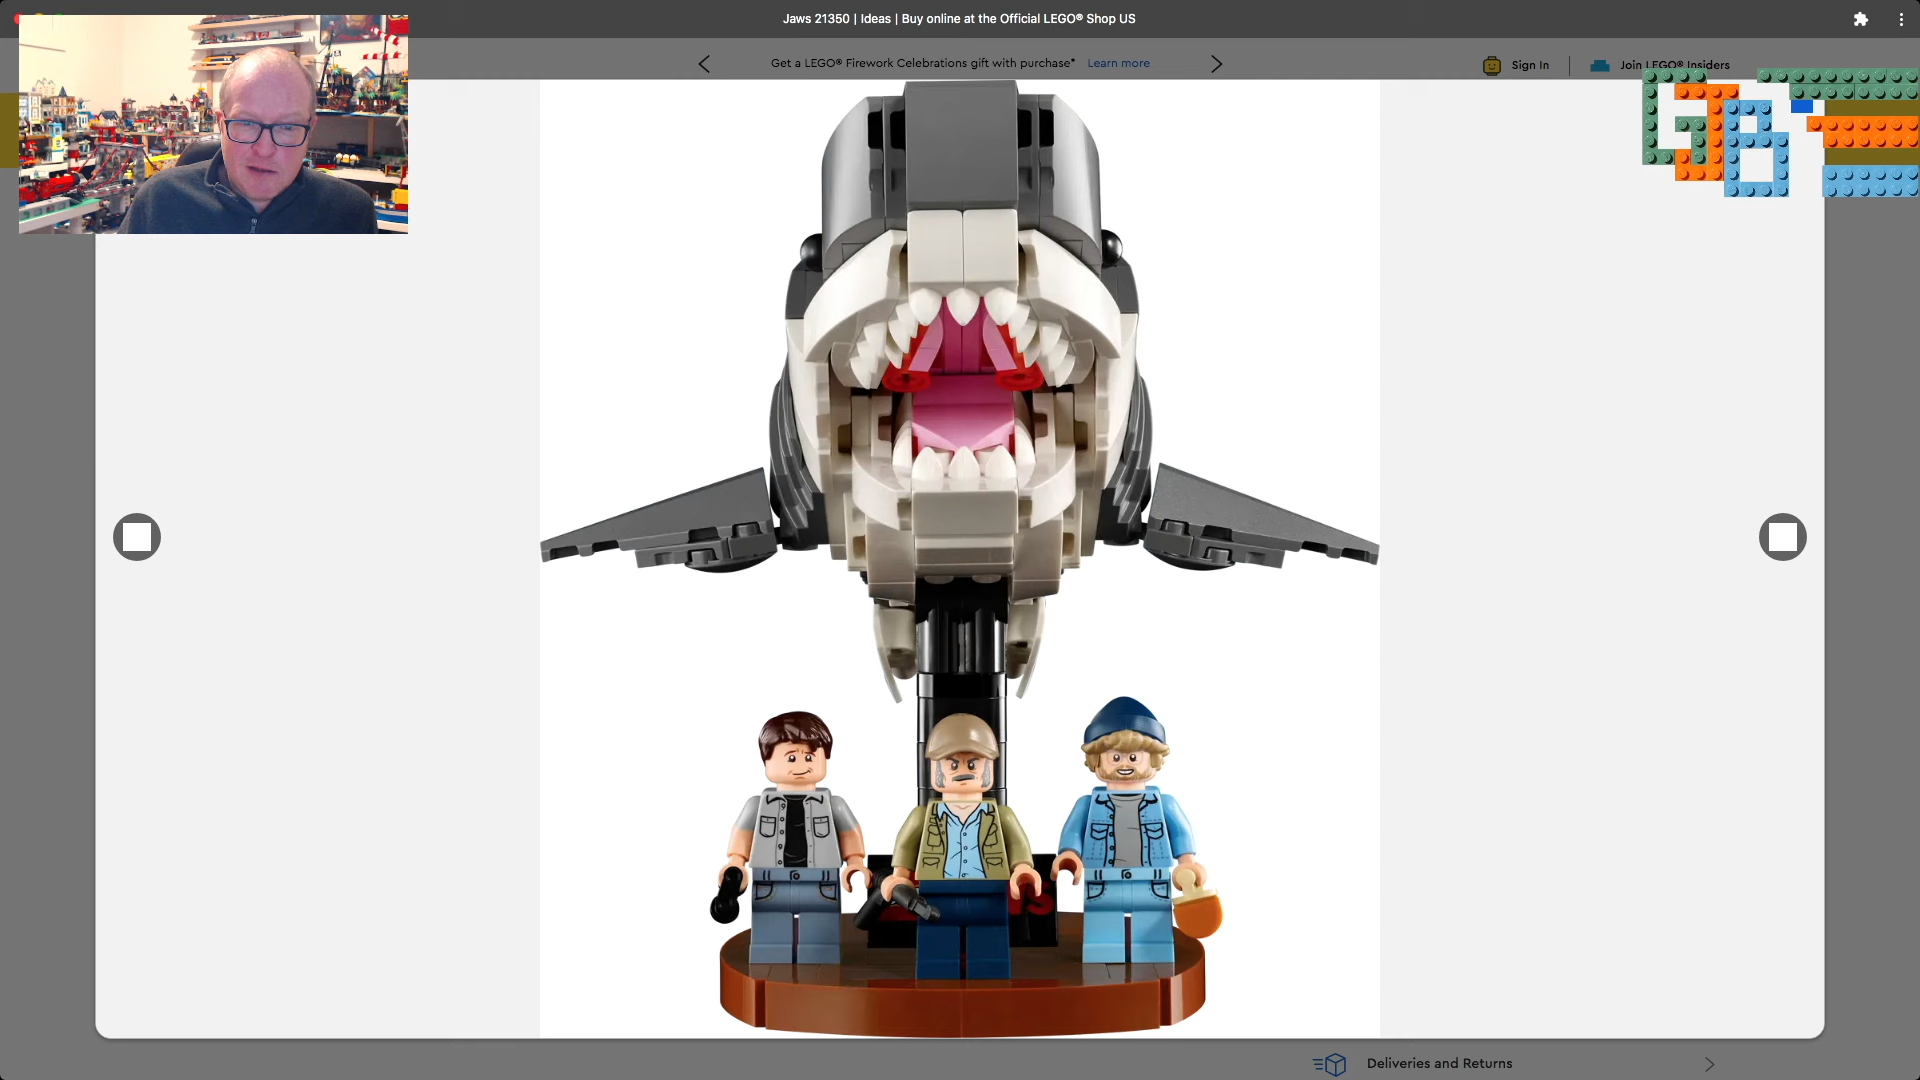 Jaws 21350 | Ideas | Buy online at the Official LEGO® Shop US
Get a LEGO® Firework Celebrations gift with purchase* Learn more
Sign In
Join LEGO® Insiders
GJB
Deliveries and Returns